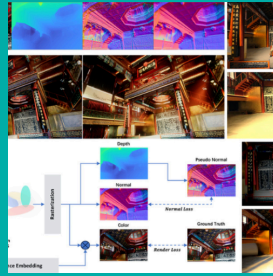 Depth
Pseudo Normal
Rasterization
Normal
Normal Loss
Color
Ground Truth
Render Loss
ce Embedding